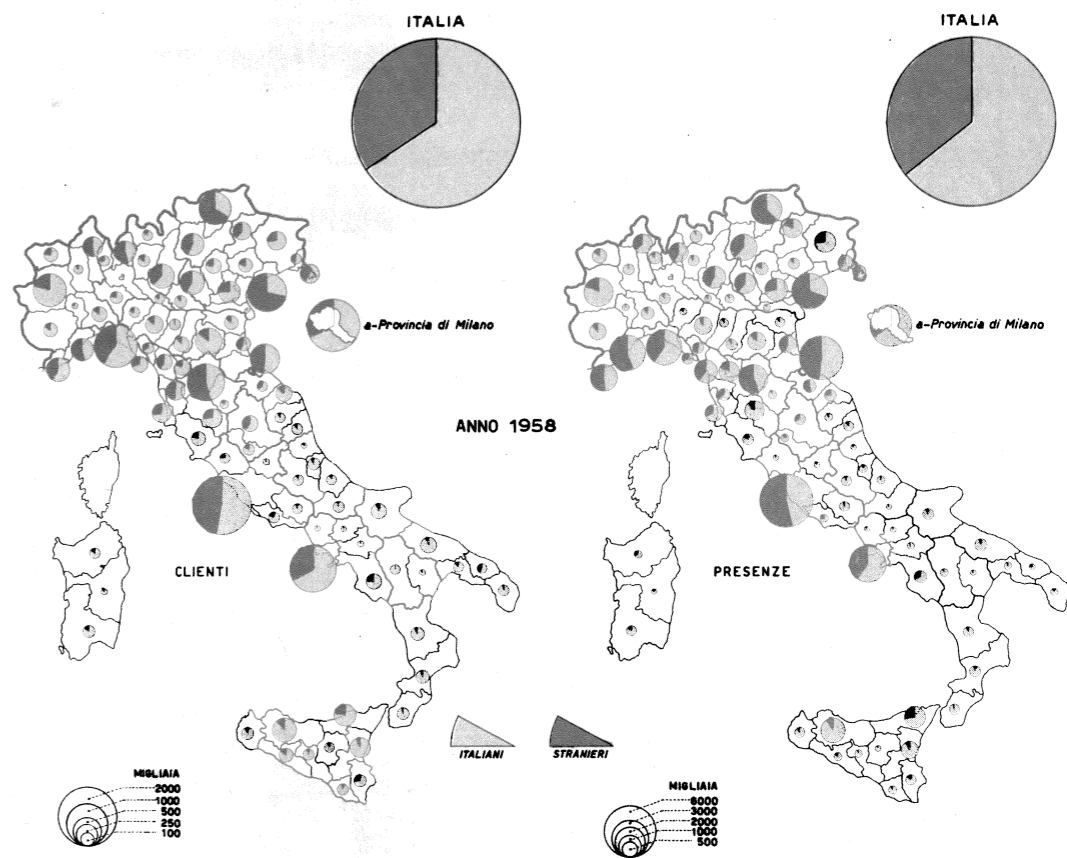 ITALIA
ITALIA
a-Provincia di Milano
a-Provincia di Milano
ANNO 1958
CLIENTI
PRESENZE
ITALIANI
STRANIERI
MIGLIAIA
2000
1000
500
250
100
MIGLIAIA
6000
3000
2000
1000
500